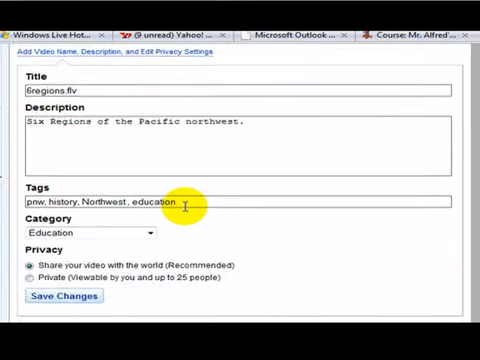 Windows Live Hot... (9 unread) Yahoo! ... Microsoft Outlook ... Course: Mr. Alfred'...
Add Video Name, Description, and Edit Privacy Settings
Title
6regions.flv
Description
Six Regions of the Pacific northwest.
Tags
pnw, history, Northwest , education
Category
Education
Privacy
Share your video with the world (Recommended)
Private (Viewable by you and up to 25 people)
Save Changes